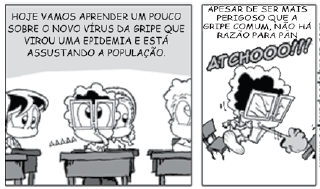 HOJE VAMOS APRENDER UM POUCO
SOBRE O NOVO VÍRUS DA GRIPE QUE
VIROU UMA EPIDEMIA E ESTÁ
ASSUSTANDO A POPULAÇÃO.
APESAR DE SER MAIS
PERIGOSO QUE A
GRIPE COMUM, NÃO HÁ
RAZÃO PARA PÂN
ATCHOOO!!!